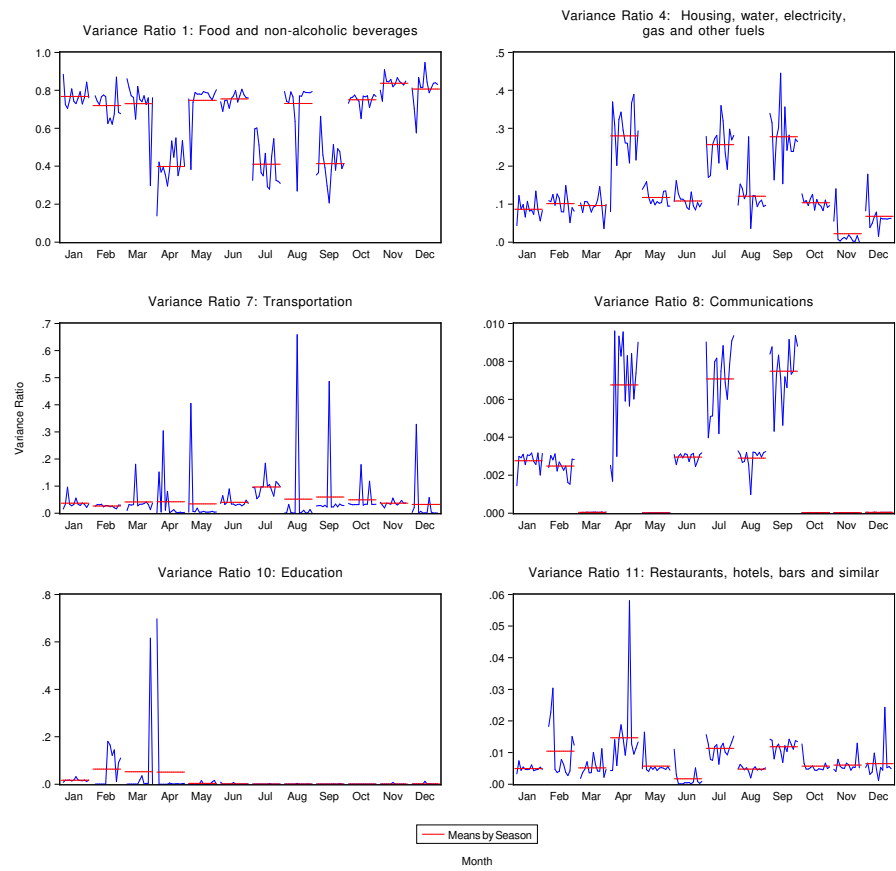 Variance Ratio 1: Food and non-alcoholic beverages
1.0
0.8
0.6
0.4
0.2
0.0
Jan Feb Mar Apr May Jun Jul Aug Sep Oct Nov Dec
Variance Ratio 4: Housing, water, electricity,
gas and other fuels
.5
.4
.3
.2
.1
.0
Jan Feb Mar Apr May Jun Jul Aug Sep Oct Nov Dec
Variance Ratio 7: Transportation
.7
.6
.5
.4
.3
.2
.1
.0
Jan Feb Mar Apr May Jun Jul Aug Sep Oct Nov Dec
Variance Ratio
Variance Ratio 8: Communications
.010
.008
.006
.004
.002
.000
Jan Feb Mar Apr May Jun Jul Aug Sep Oct Nov Dec
Variance Ratio 10: Education
.8
.6
.4
.2
.0
Jan Feb Mar Apr May Jun Jul Aug Sep Oct Nov Dec
Variance Ratio 11: Restaurants, hotels, bars and similar
.06
.05
.04
.03
.02
.01
.00
Jan Feb Mar Apr May Jun Jul Aug Sep Oct Nov Dec
Means by Season
Month